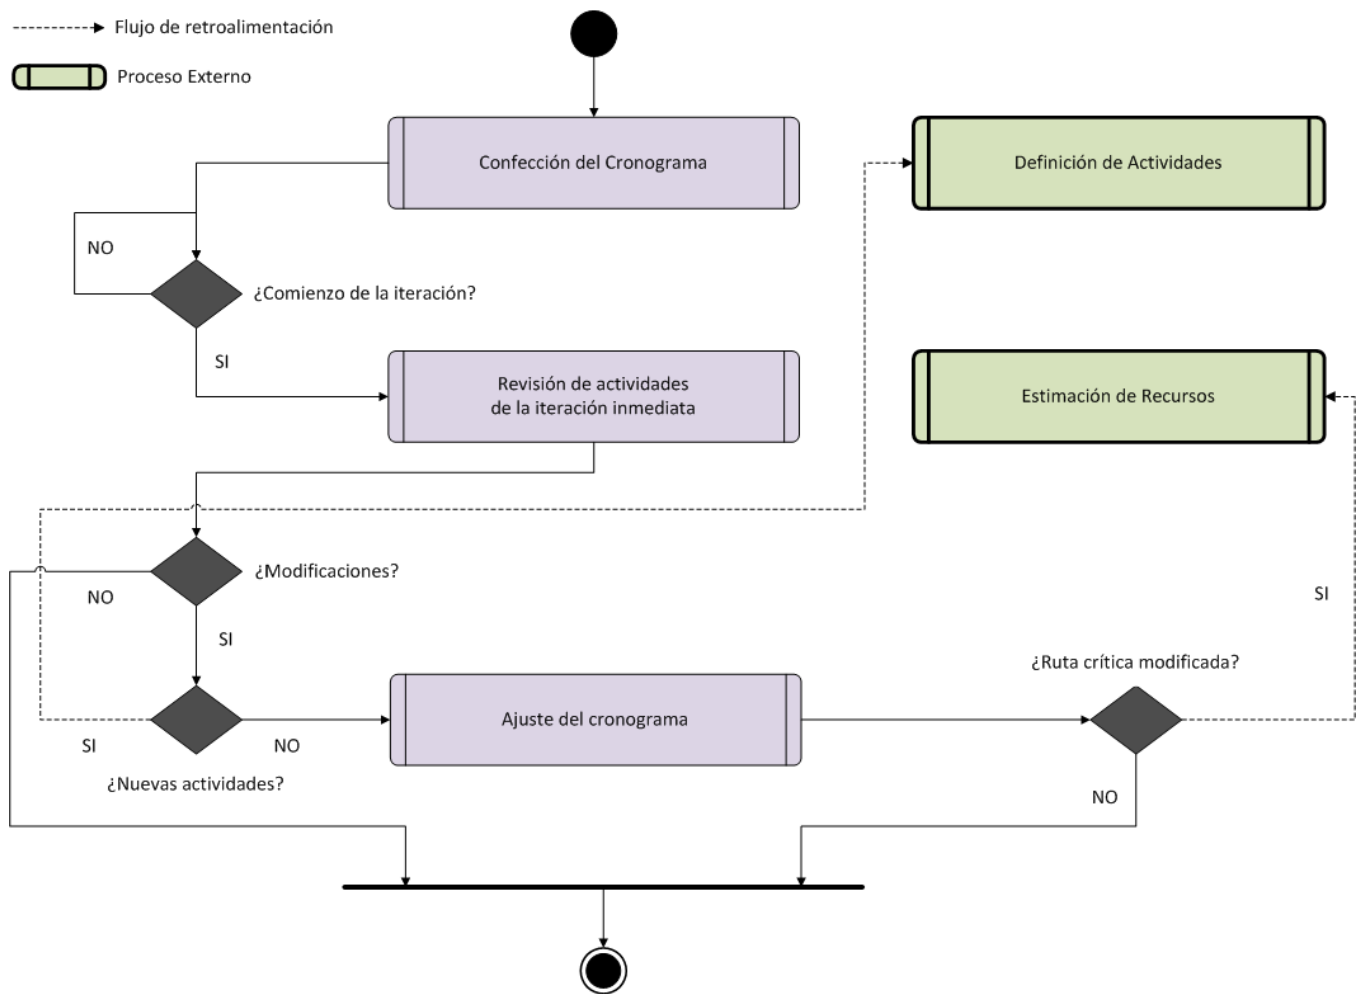 Flujo de retroalimentación
Proceso Externo
Confección del Cronograma
Definición de Actividades
NO
¿Comienzo de la iteración?
SI
Revisión de actividades
de la iteración inmediata
Estimación de Recursos
¿Modificaciones?
NO
SI
SI
¿Ruta crítica modificada?
Ajuste del cronograma
SI
NO
¿Nuevas actividades?
NO